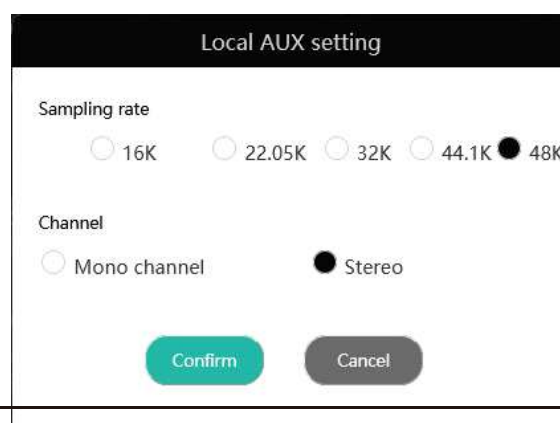 Local AUX setting
Sampling rate
16K 22.05K 32K 44.1K 48K
Channel
Mono channel Stereo
Confirm Cancel